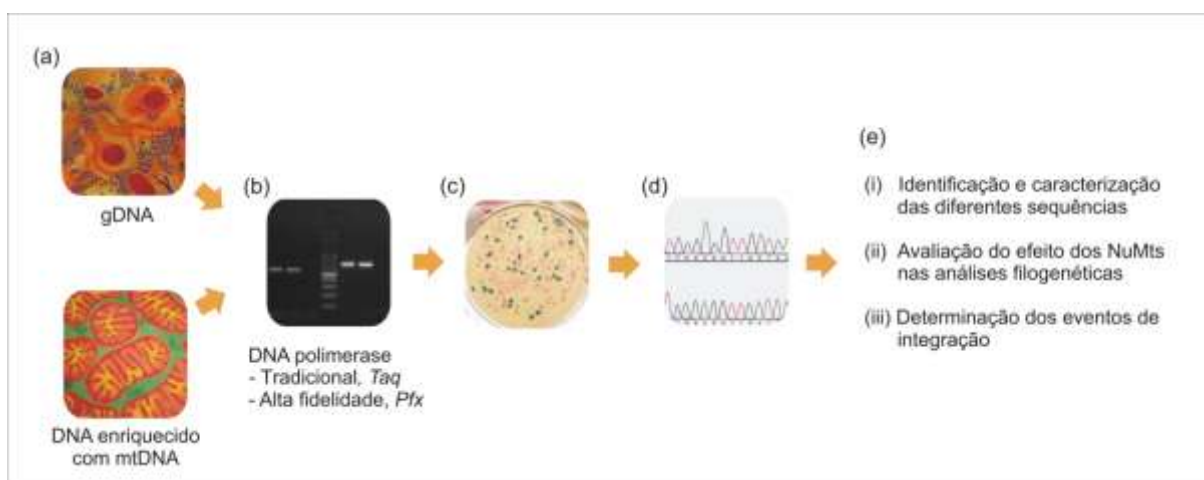 (a)
gDNA
DNA enriquecido
com mtDNA
(b)
DNA polimerase
- Tradicional, Taq
- Alta fidelidade, Pfx
(c)
(d)
(e)
(i) Identificação e caracterização
das diferentes sequências
(ii) Avaliação do efeito dos NuMts
nas análises filogenéticas
(iii) Determinação dos eventos de
integração